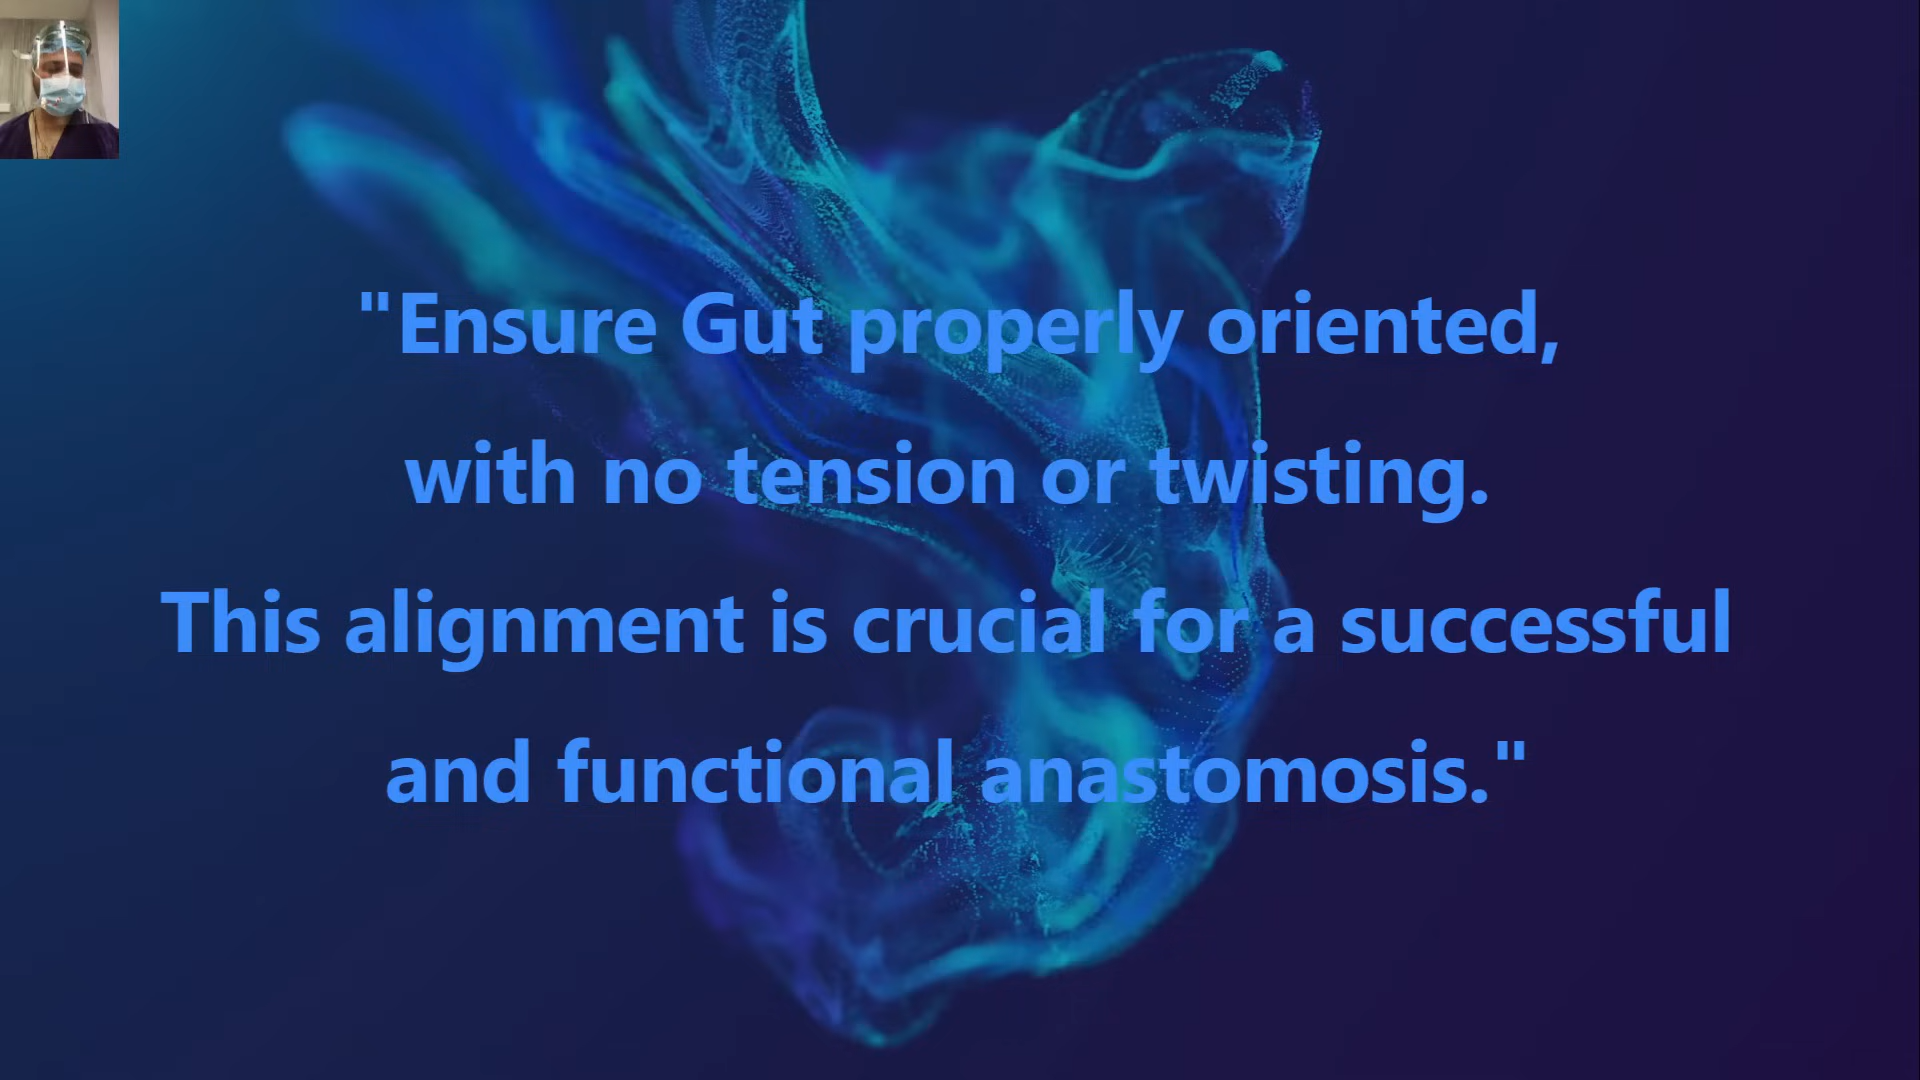 "Ensure Gut properly oriented,
with no tension or twisting.
This alignment is crucial for a successful
and functional anastomosis."